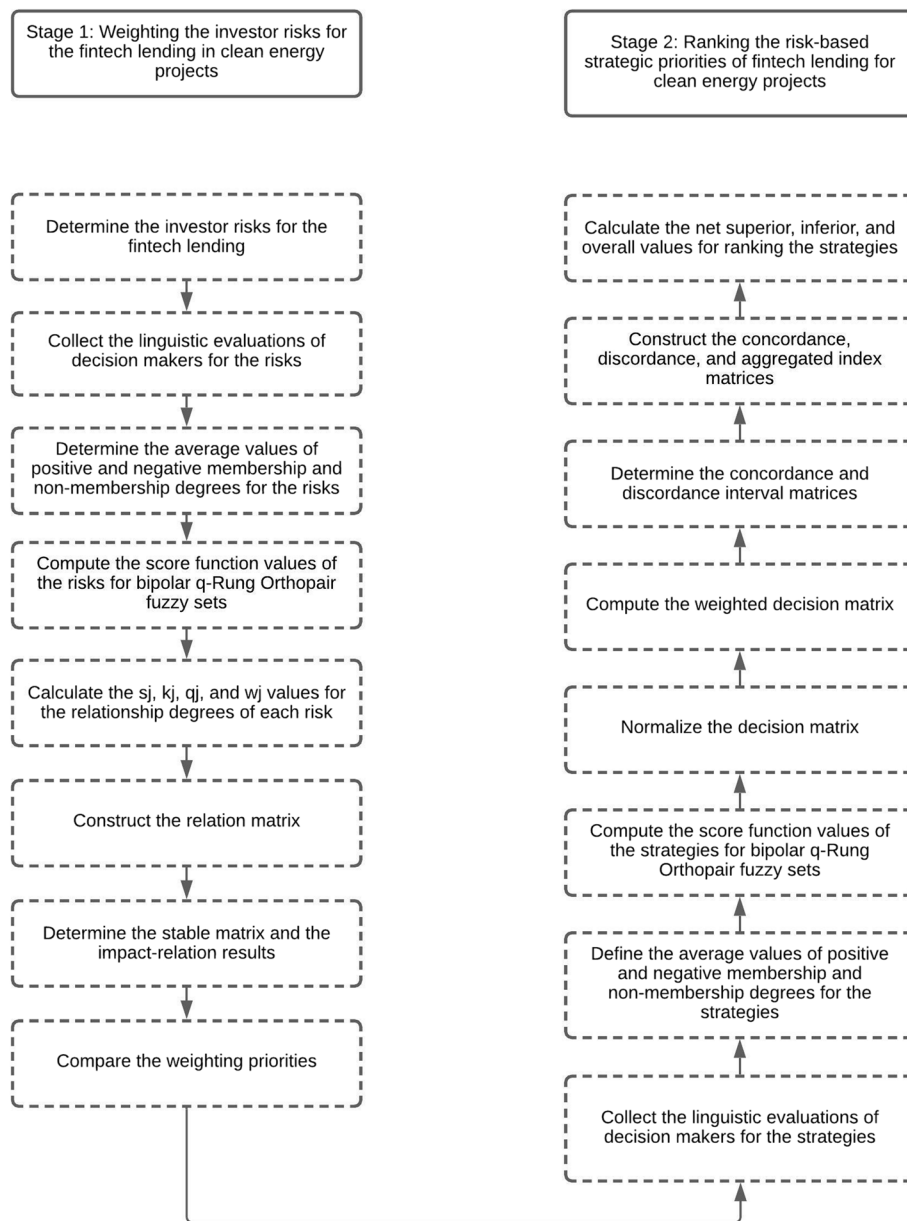 Stage 1: Weighting the investor risks for
the fintech lending in clean energy
projects
Stage 2: Ranking the risk-based
strategic priorities of fintech lending for
clean energy projects
Determine the investor risks for the
fintech lending
Collect the linguistic evaluations of
decision makers for the risks
Determine the average values of
positive and negative membership and
non-membership degrees for the risks
Compute the score function values of
the risks for bipolar q-Rung Orthopair
fuzzy sets
Calculate the sj, kj, qj, and wj values for
the relationship degrees of each risk
Construct the relation matrix
Determine the stable matrix and the
impact-relation results
Compare the weighting priorities
Calculate the net superior, inferior, and
overall values for ranking the strategies
Construct the concordance,
discordance, and aggregated index
matrices
Determine the concordance and
discordance interval matrices
Compute the weighted decision matrix
Normalize the decision matrix
Compute the score function values of
the strategies for bipolar q-Rung
Orthopair fuzzy sets
Define the average values of positive
and negative membership and
non-membership degrees for the
strategies
Collect the linguistic evaluations of
decision makers for the strategies